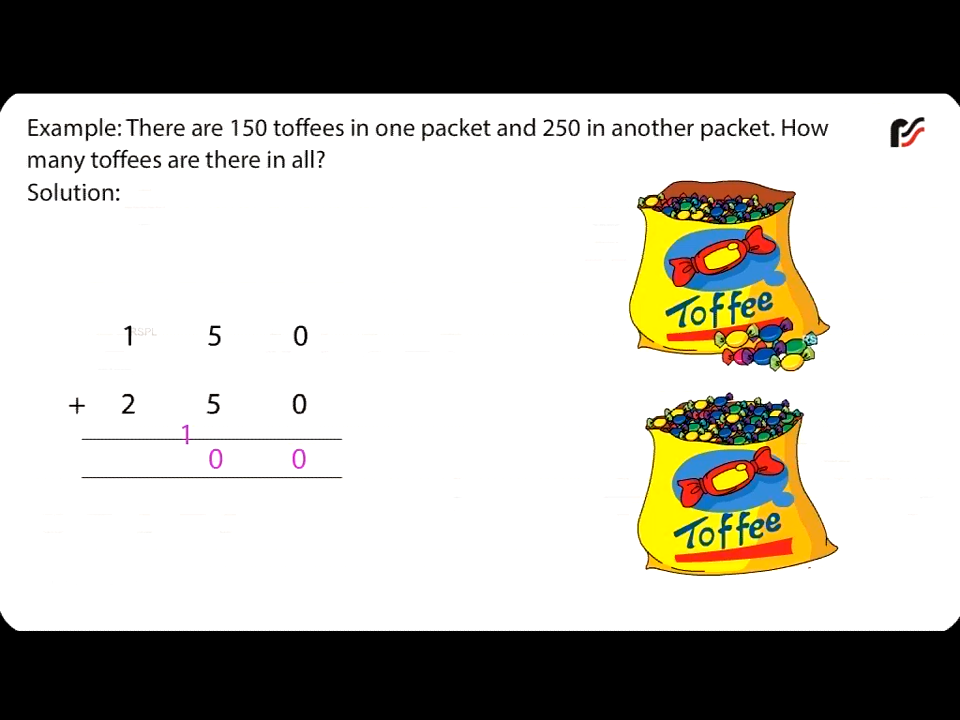 Example: There are 150 toffees in one packet and 250 in another packet. How
many toffees are there in all?
Solution:
Toffee
RSPL
1 5 0
+ 2 5 0
1
0 0
Toffee